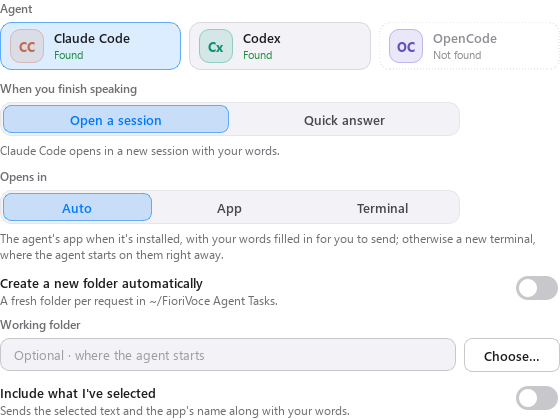 Agent
CC Claude Code
Found
Cx Codex
Found
OC OpenCode
Not found
When you finish speaking
Open a session Quick answer
Claude Code opens in a new session with your words.
Opens in
Auto App Terminal
The agent's app when it's installed, with your words filled in for you to send; otherwise a new terminal,
where the agent starts on them right away.
Create a new folder automatically
A fresh folder per request in ~/FioriVoce Agent Tasks.
Working folder
Optional · where the agent starts Choose...
Include what I've selected
Sends the selected text and the app's name along with your words.